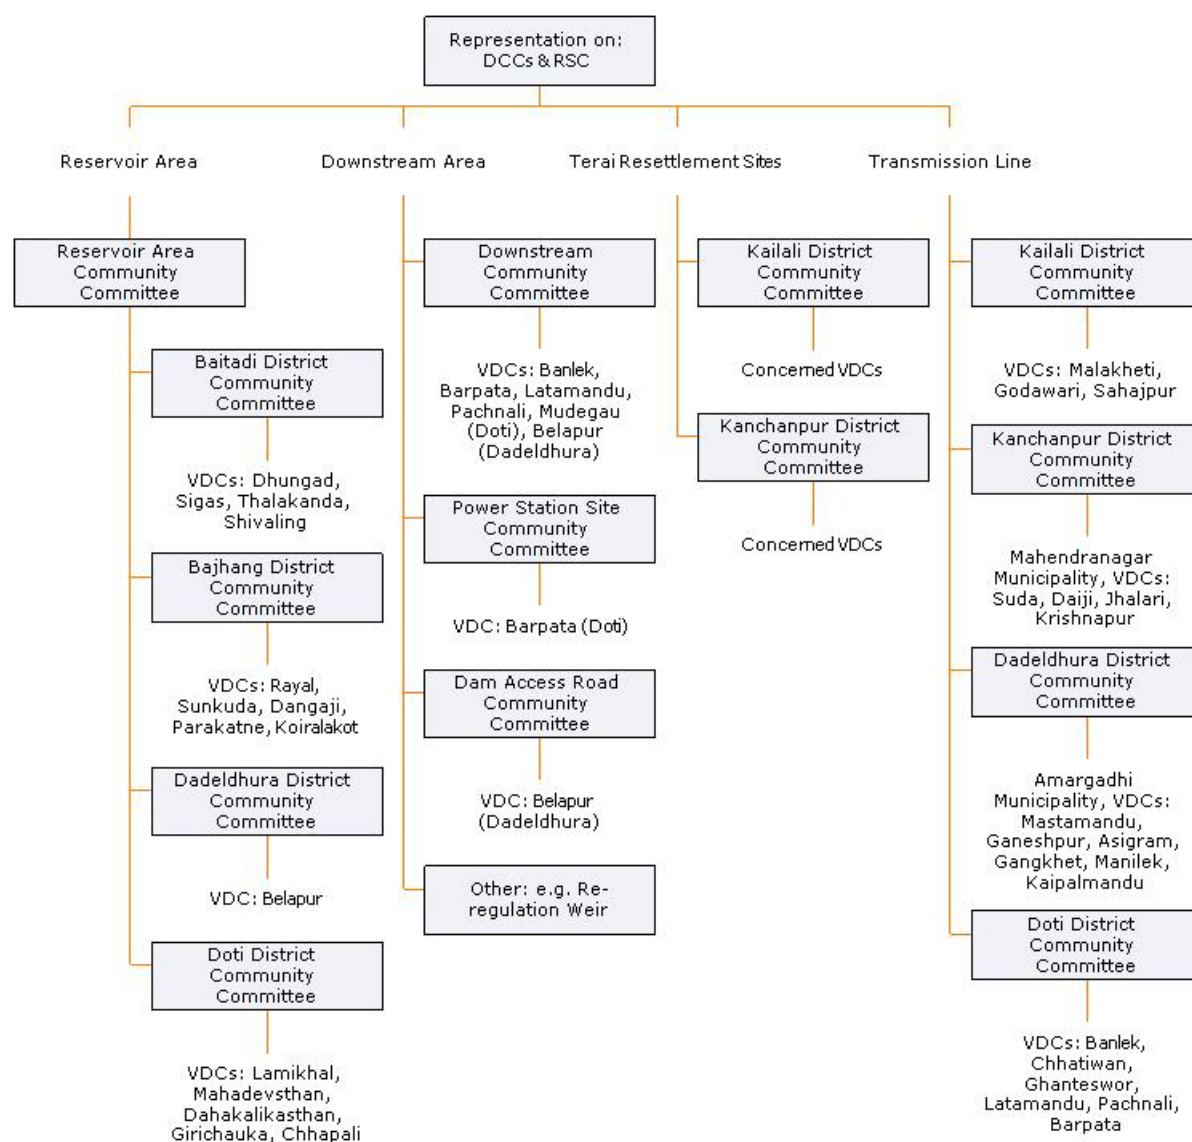 Representation on:
DCCs & RSC
Reservoir Area
Downstream Area
Terai Resettlement Sites
Transmission Line
Reservoir Area
Community
Committee
Baitadi District
Community
Committee
VDCs: Dhungad,
Sigas, Thalakanda,
Shivaling
Bajhang District
Community
Committee
VDCs: Rayal,
Sunkuda, Dangaji,
Parakatne, Koiralakot
Dadeldhura District
Community
Committee
VDC: Belapur
Doti District
Community
Committee
VDCs: Lamikhal,
Mahadevsthan,
Dahakalikasthan,
Girichauka, Chhapali
Downstream
Community
Committee
VDCs: Banlek,
Barpata, Latamandu,
Pachnali, Mudegau
(Doti), Belapur
(Dadeldhura)
Power Station Site
Community
Committee
VDC: Barpata (Doti)
Dam Access Road
Community
Committee
VDC: Belapur
(Dadeldhura)
Other: e.g. Re-
regulation Weir
Kailali District
Community
Committee
Concerned VDCs
Kanchanpur District
Community
Committee
Concerned VDCs
Kailali District
Community
Committee
VDCs: Malakheti,
Godawari, Sahajpur
Kanchanpur District
Community
Committee
Mahendranagar
Municipality, VDCs:
Suda, Daiji, Jhalari,
Krishnapur
Dadeldhura District
Community
Committee
Amargadhi
Municipality, VDCs:
Mastamandu,
Ganeshpur, Asigram,
Gangkhet, Manilek,
Kaipalmandu
Doti District
Community
Committee
VDCs: Banlek,
Chhatiwan,
Ghanteswor,
Latamandu, Pachnali,
Barpata